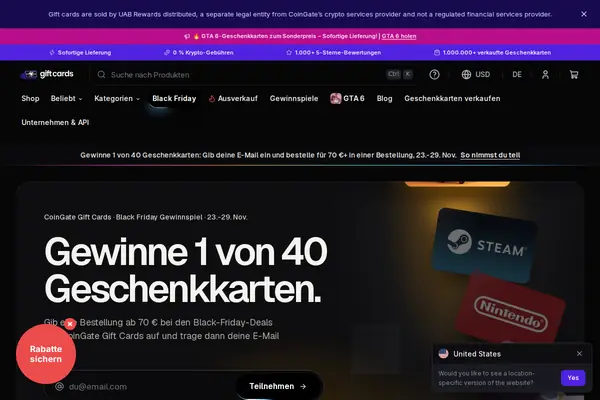 Gift cards are sold by UAB Rewards distributed, a separate legal entity from CoinGate's crypto services provider and not a regulated financial services provider.
🔥 GTA 6-Geschenkkarten zum Sonderpreis – Sofortige Lieferung! | GTA 6 holen
Sofortige Lieferung 0 % Krypto-Gebühren 1.000+ 5-Sterne-Bewertungen 1.000.000+ verkaufte Geschenkkarten
giftcards Suche nach Produkten Ctrl K USD DE
Shop Beliebt Kategorien Black Friday Ausverkauf Gewinnspiele GTA 6 Blog Geschenkkarten verkaufen
Unternehmen & API
Gewinne 1 von 40 Geschenkkarten: Gib deine E-Mail ein und bestelle für 70 €+ in einer Bestellung, 23.-29. Nov. So nimmst du teil
CoinGate Gift Cards · Black Friday Gewinnspiel · 23.-29. Nov.
Gewinne 1 von 40
Geschenkkarten.
Gib eine Bestellung ab 70 € bei den Black-Friday-Deals
CoinGate Gift Cards auf und trage dann deine E-Mail
Rabatte
sichern
du@email.com
Teilnehmen →
STEAM
Nintendo
United States
Would you like to see a location-
specific version of the website?
Yes